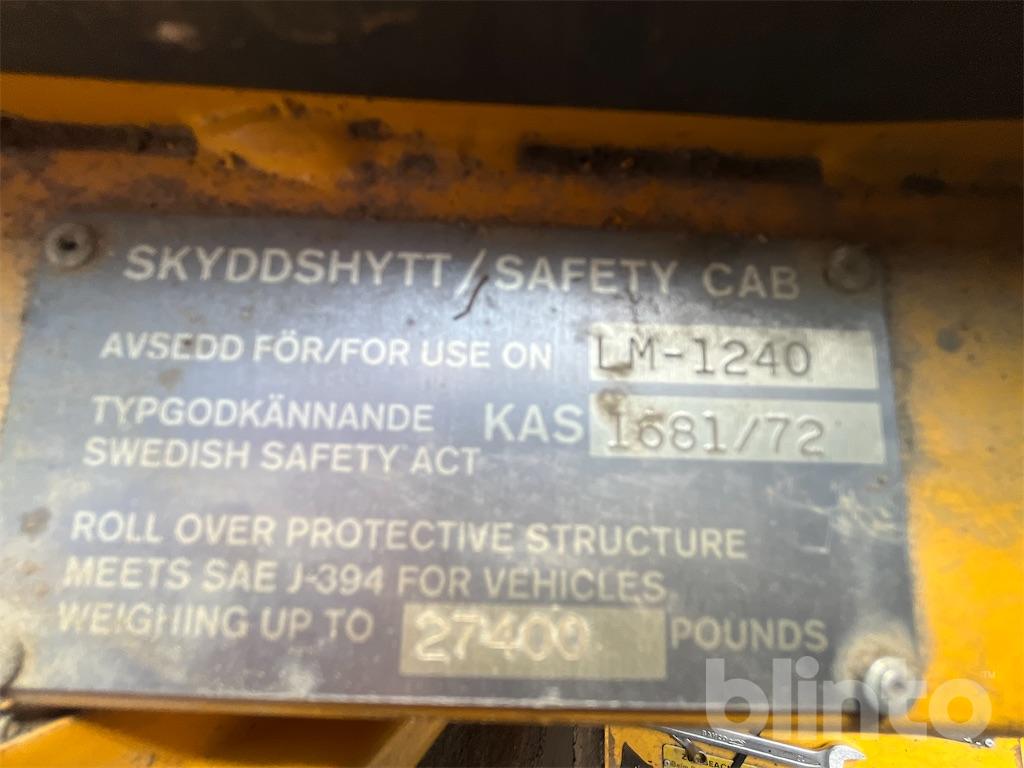 SKYDDSHYTT/SAFETY CAB
AVSEDD FÖR/FOR USE ON LM-1240
TYPGODKÄNNANDE KAS 1681/72
SWEDISH SAFETY ACT
ROLL OVER PROTECTIVE STRUCTURE
MEETS SAE J-394 FOR VEHICLES
WEIGHING UP TO 27400 POUNDS
blinto™